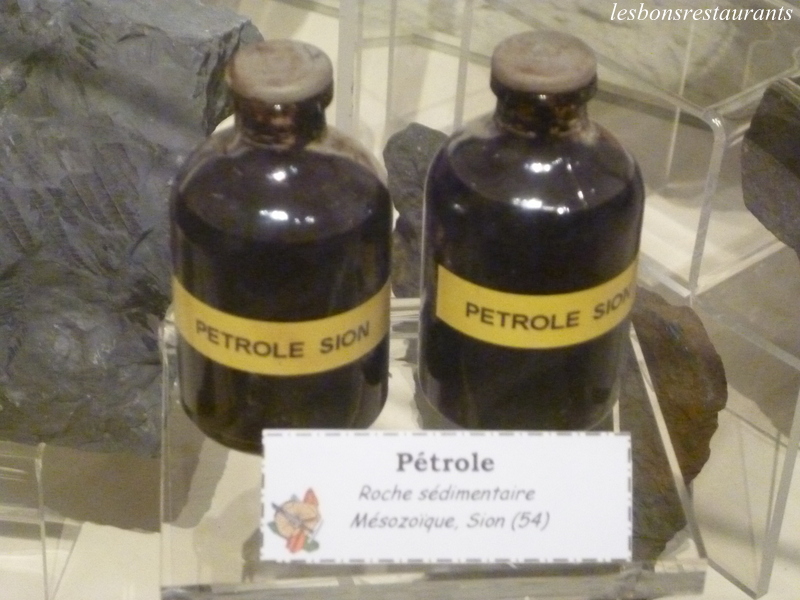 lesbonsrestaurants
PETROLE SION
PETROLE SION
Pétrole
Roche sédimentaire
Mésozoïque, Sion (54)